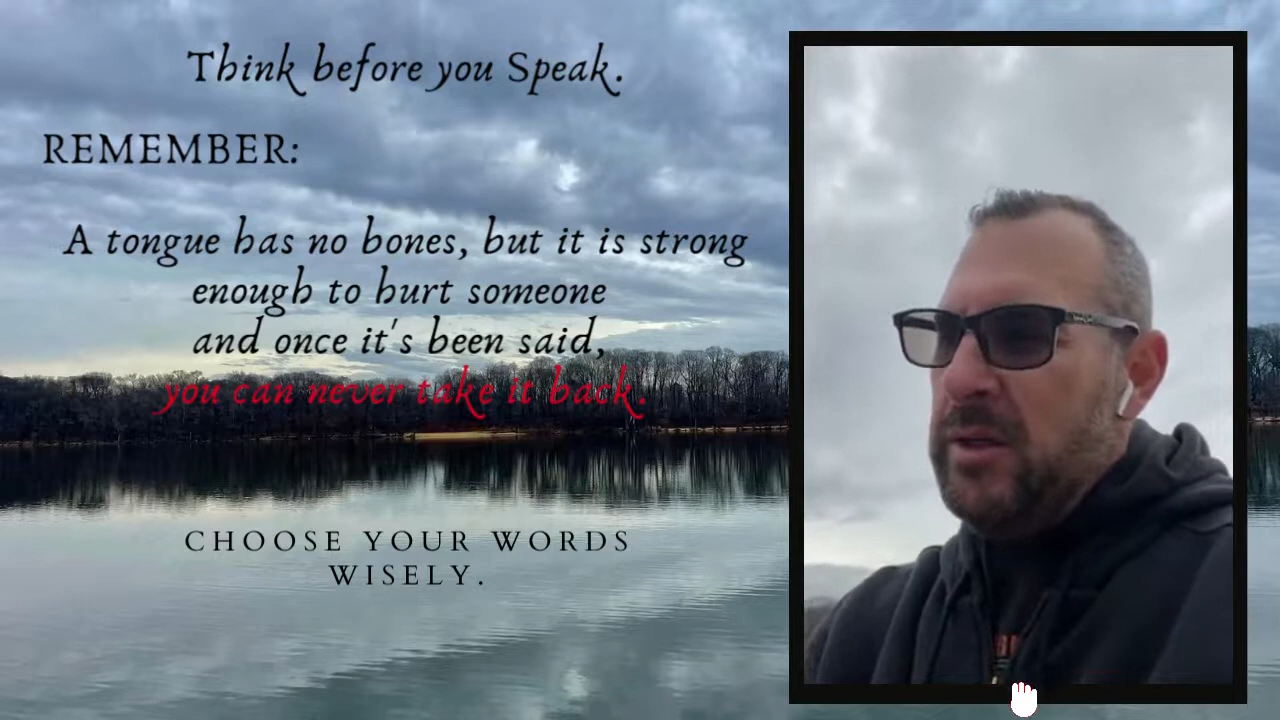 Think before you Speak.
REMEMBER:
A tongue has no bones, but it is strong
enough to hurt someone
and once it's been said,
you can never take it back.
CHOOSE YOUR WORDS
WISELY.